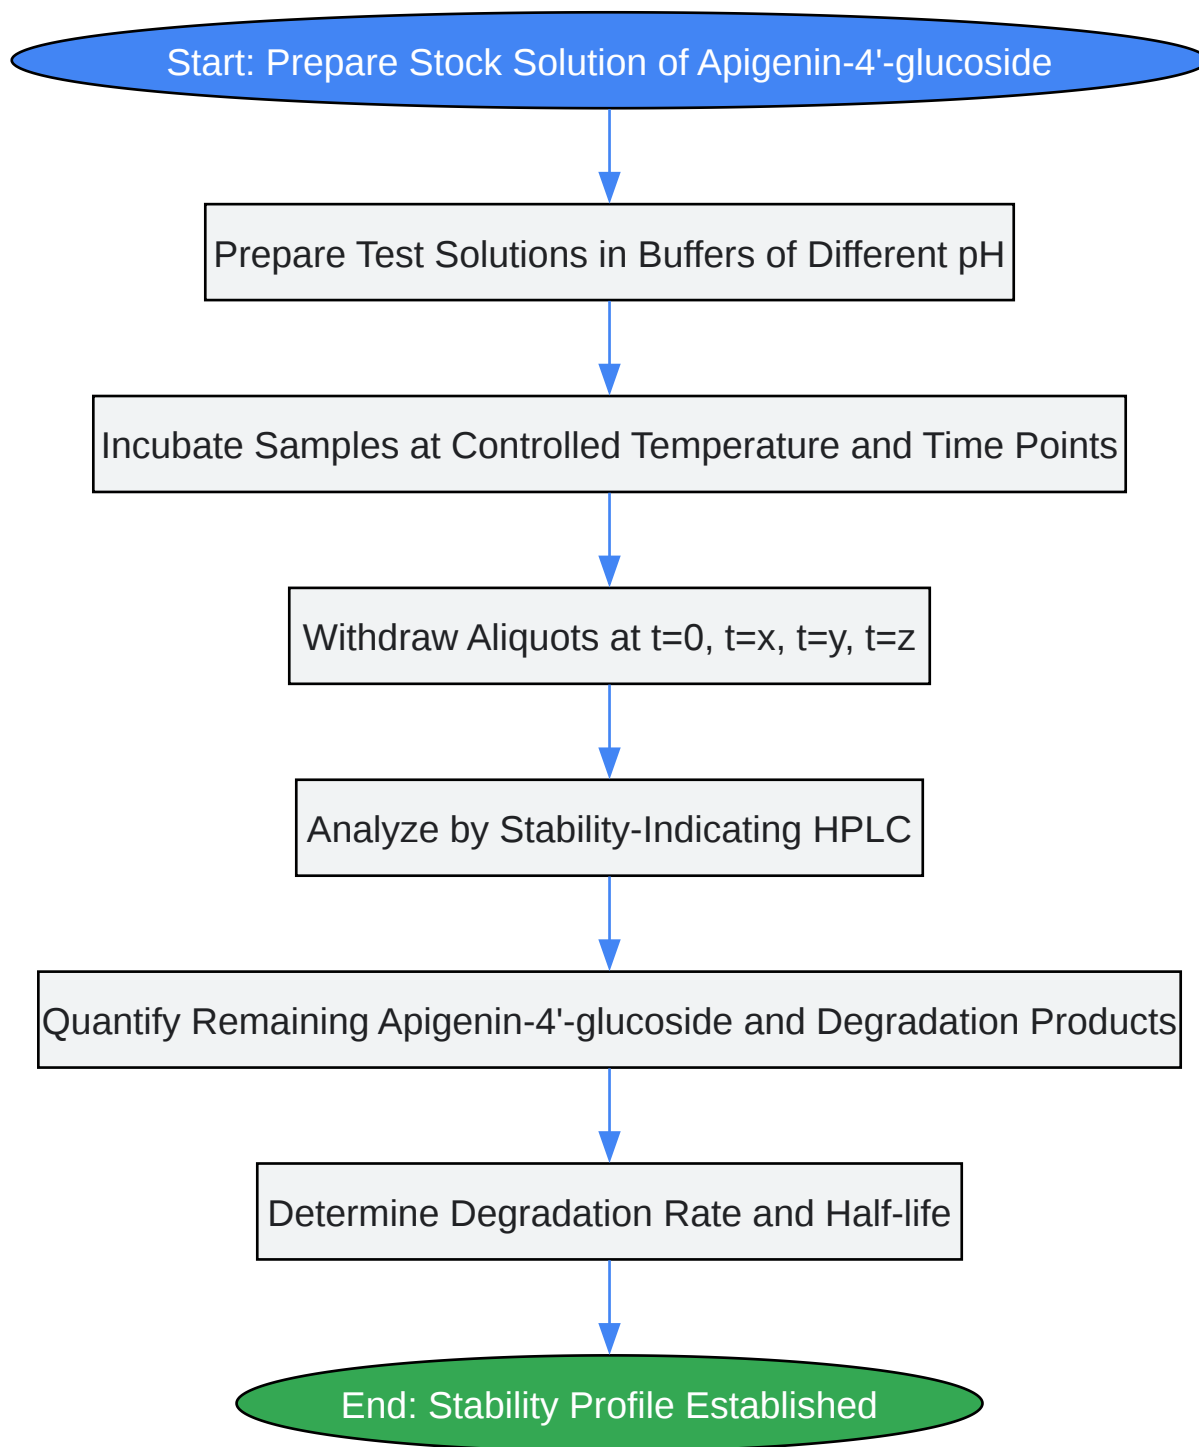 Start: Prepare Stock Solution of Apigenin-4'-glucoside
Prepare Test Solutions in Buffers of Different pH
Incubate Samples at Controlled Temperature and Time Points
Withdraw Aliquots at t=0, t=x, t=y, t=z
Analyze by Stability-Indicating HPLC
Quantify Remaining Apigenin-4'-glucoside and Degradation Products
Determine Degradation Rate and Half-life
End: Stability Profile Established